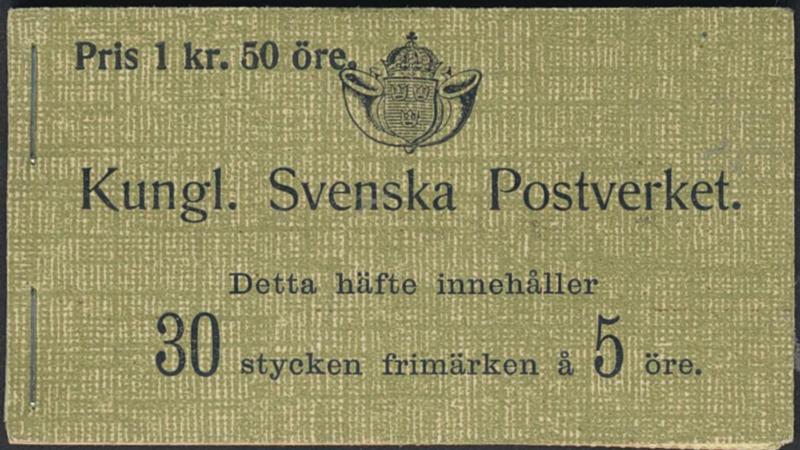 Pris 1 kr. 50 öre.
Kungl. Svenska Postverket.
Detta häfte innehåller
30 stycken frimärken å 5 öre.